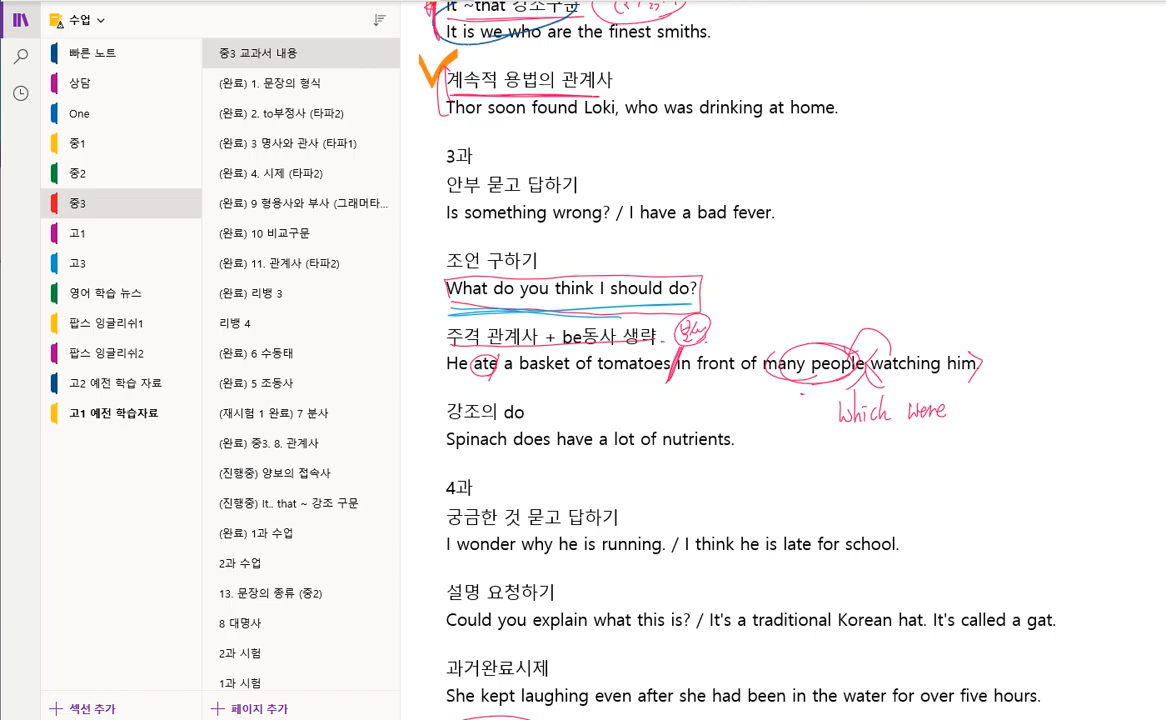 수업
빠른 노트
상담
One
중1
중2
중3
고1
고3
영어 학습 뉴스
팝스 잉글리쉬1
팝스 잉글리쉬2
고2 예전 학습 자료
고1 예전 학습자료
섹션 추가
중3 교과서 내용
(완료) 1. 문장의 형식
(완료) 2. to부정사 (타파2)
(완료) 3 명사와 관사 (타파1)
(완료) 4. 시제 (타파2)
(완료) 9 형용사와 부사 (그래머타...
(완료) 10 비교구문
(완료) 11. 관계사 (타파2)
(완료) 리뱅 3
리뱅 4
(완료) 6 수동태
(완료) 5 조동사
(재시험 1 완료) 7 분사
(완료) 중3. 8. 관계사
(진행중) 양보의 접속사
(진행중) It.. that ~ 강조 구문
(완료) 1과 수업
2과 수업
13. 문장의 종류 (중2)
8 대명사
2과 시험
1과 시험
페이지 추가
It ~that 강조구문
It is we who are the finest smiths.
계속적 용법의 관계사
Thor soon found Loki, who was drinking at home.
3과
안부 묻고 답하기
Is something wrong? / I have a bad fever.
조언 구하기
What do you think I should do?
주격 관계사 + be동사 생략
분사
He ate a basket of tomatoes in front of many people watching him.
which were
강조의 do
Spinach does have a lot of nutrients.
4과
궁금한 것 묻고 답하기
I wonder why he is running. / I think he is late for school.
설명 요청하기
Could you explain what this is? / It's a traditional Korean hat. It's called a gat.
과거완료시제
She kept laughing even after she had been in the water for over five hours.